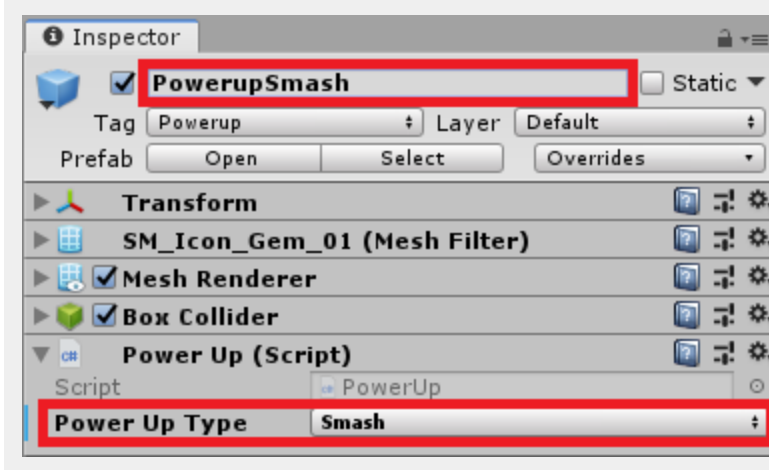 Inspector
PowerupSmash Static
Tag Powerup Layer Default
Prefab Open Select Overrides
Transform
SM_Icon_Gem_01 (Mesh Filter)
Mesh Renderer
Box Collider
C# Power Up (Script)
Script PowerUp
Power Up Type Smash